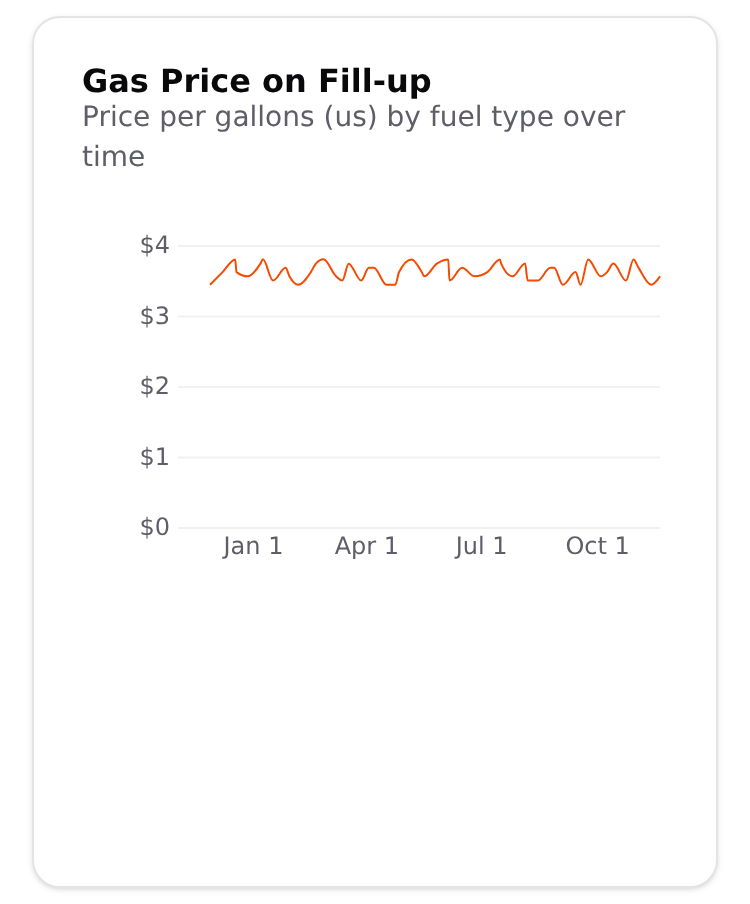 Gas Price on Fill-up
Price per gallons (us) by fuel type over
time
$4
$3
$2
$1
$0
Jan 1 Apr 1 Jul 1 Oct 1